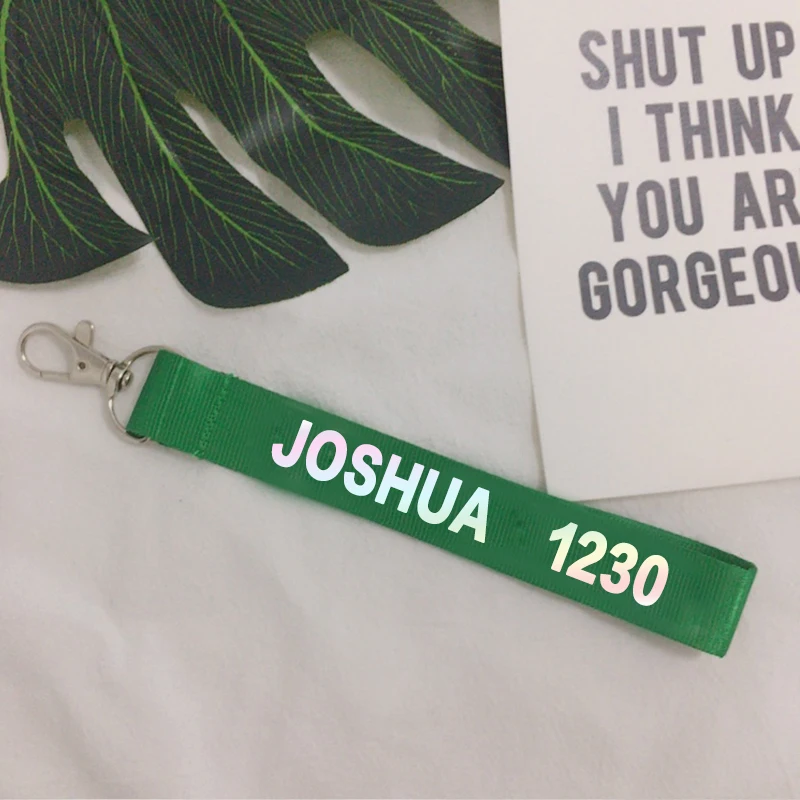 SHUT UP
I THINK
YOU AR
GORGEOU
JOSHUA 1230